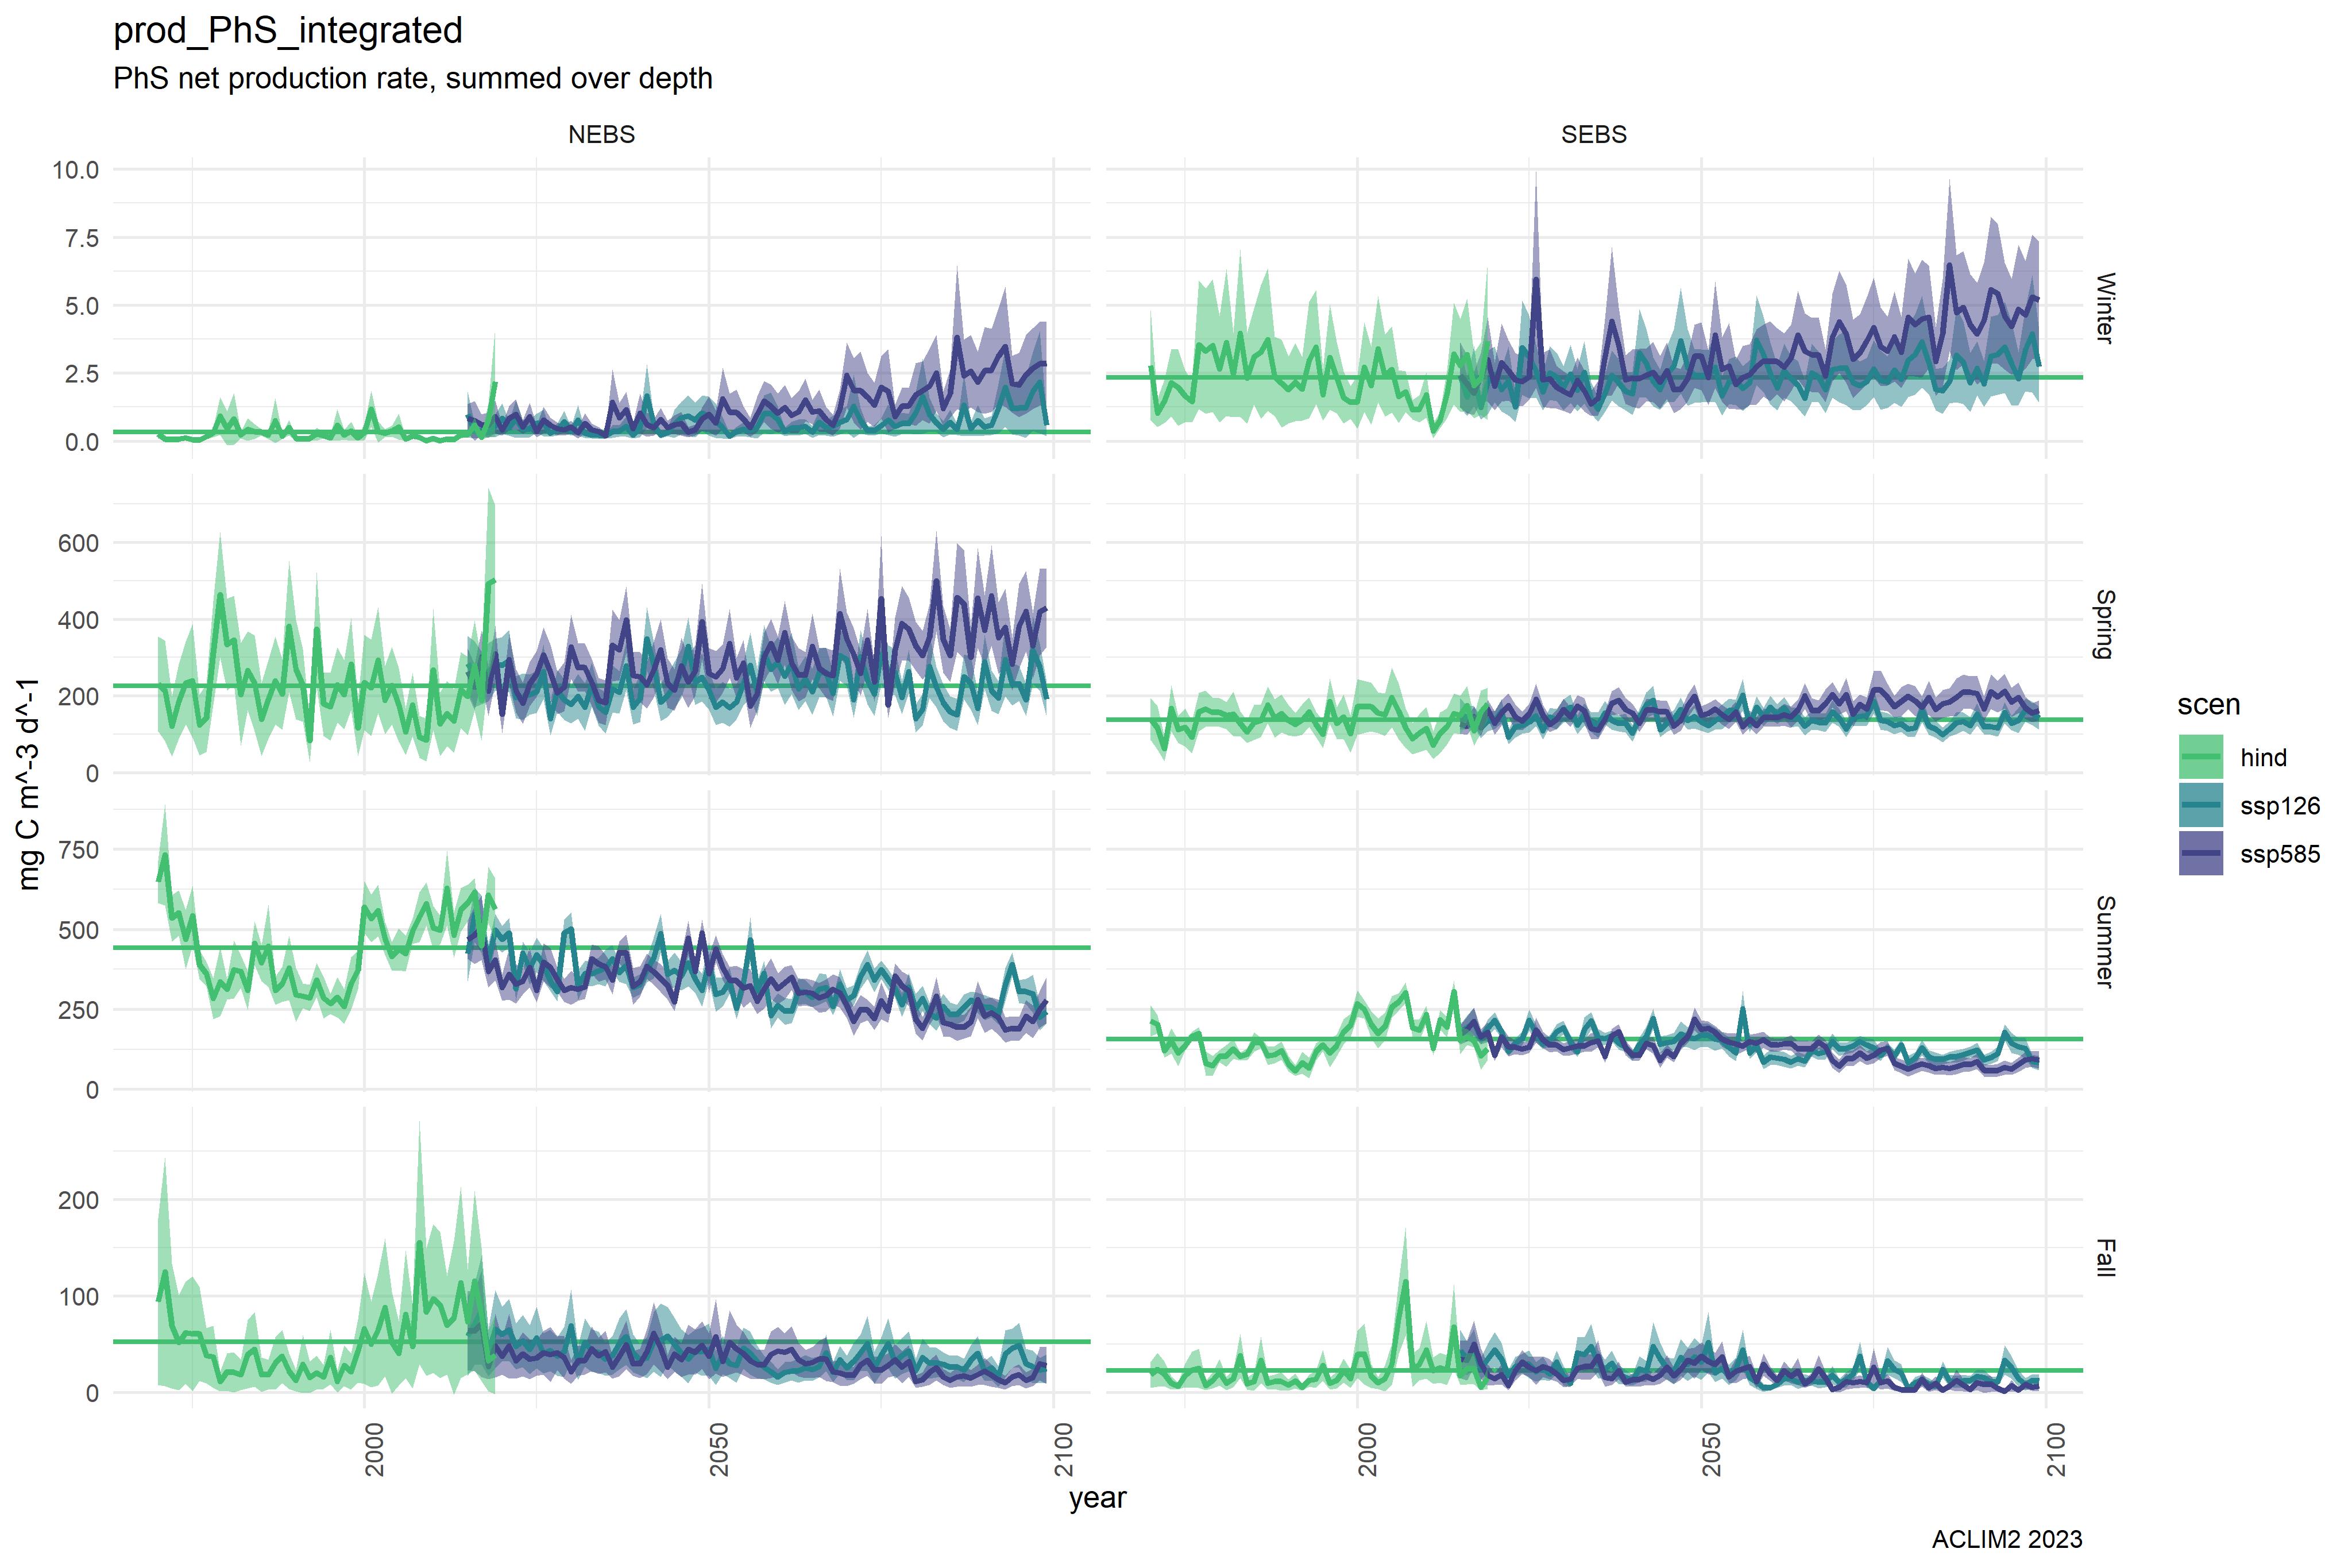 prod_PhS_integrated
PhS net production rate, summed over depth
NEBS
SEBS
10.0
7.5
5.0
2.5
0.0
Winter
600
400
200
0
Spring
750
500
250
0
Summer
200
100
0
Fall
mg C m^-3 d^-1
2000
2050
2100
2000
2050
2100
year
scen
hind
ssp126
ssp585
ACLIM2 2023